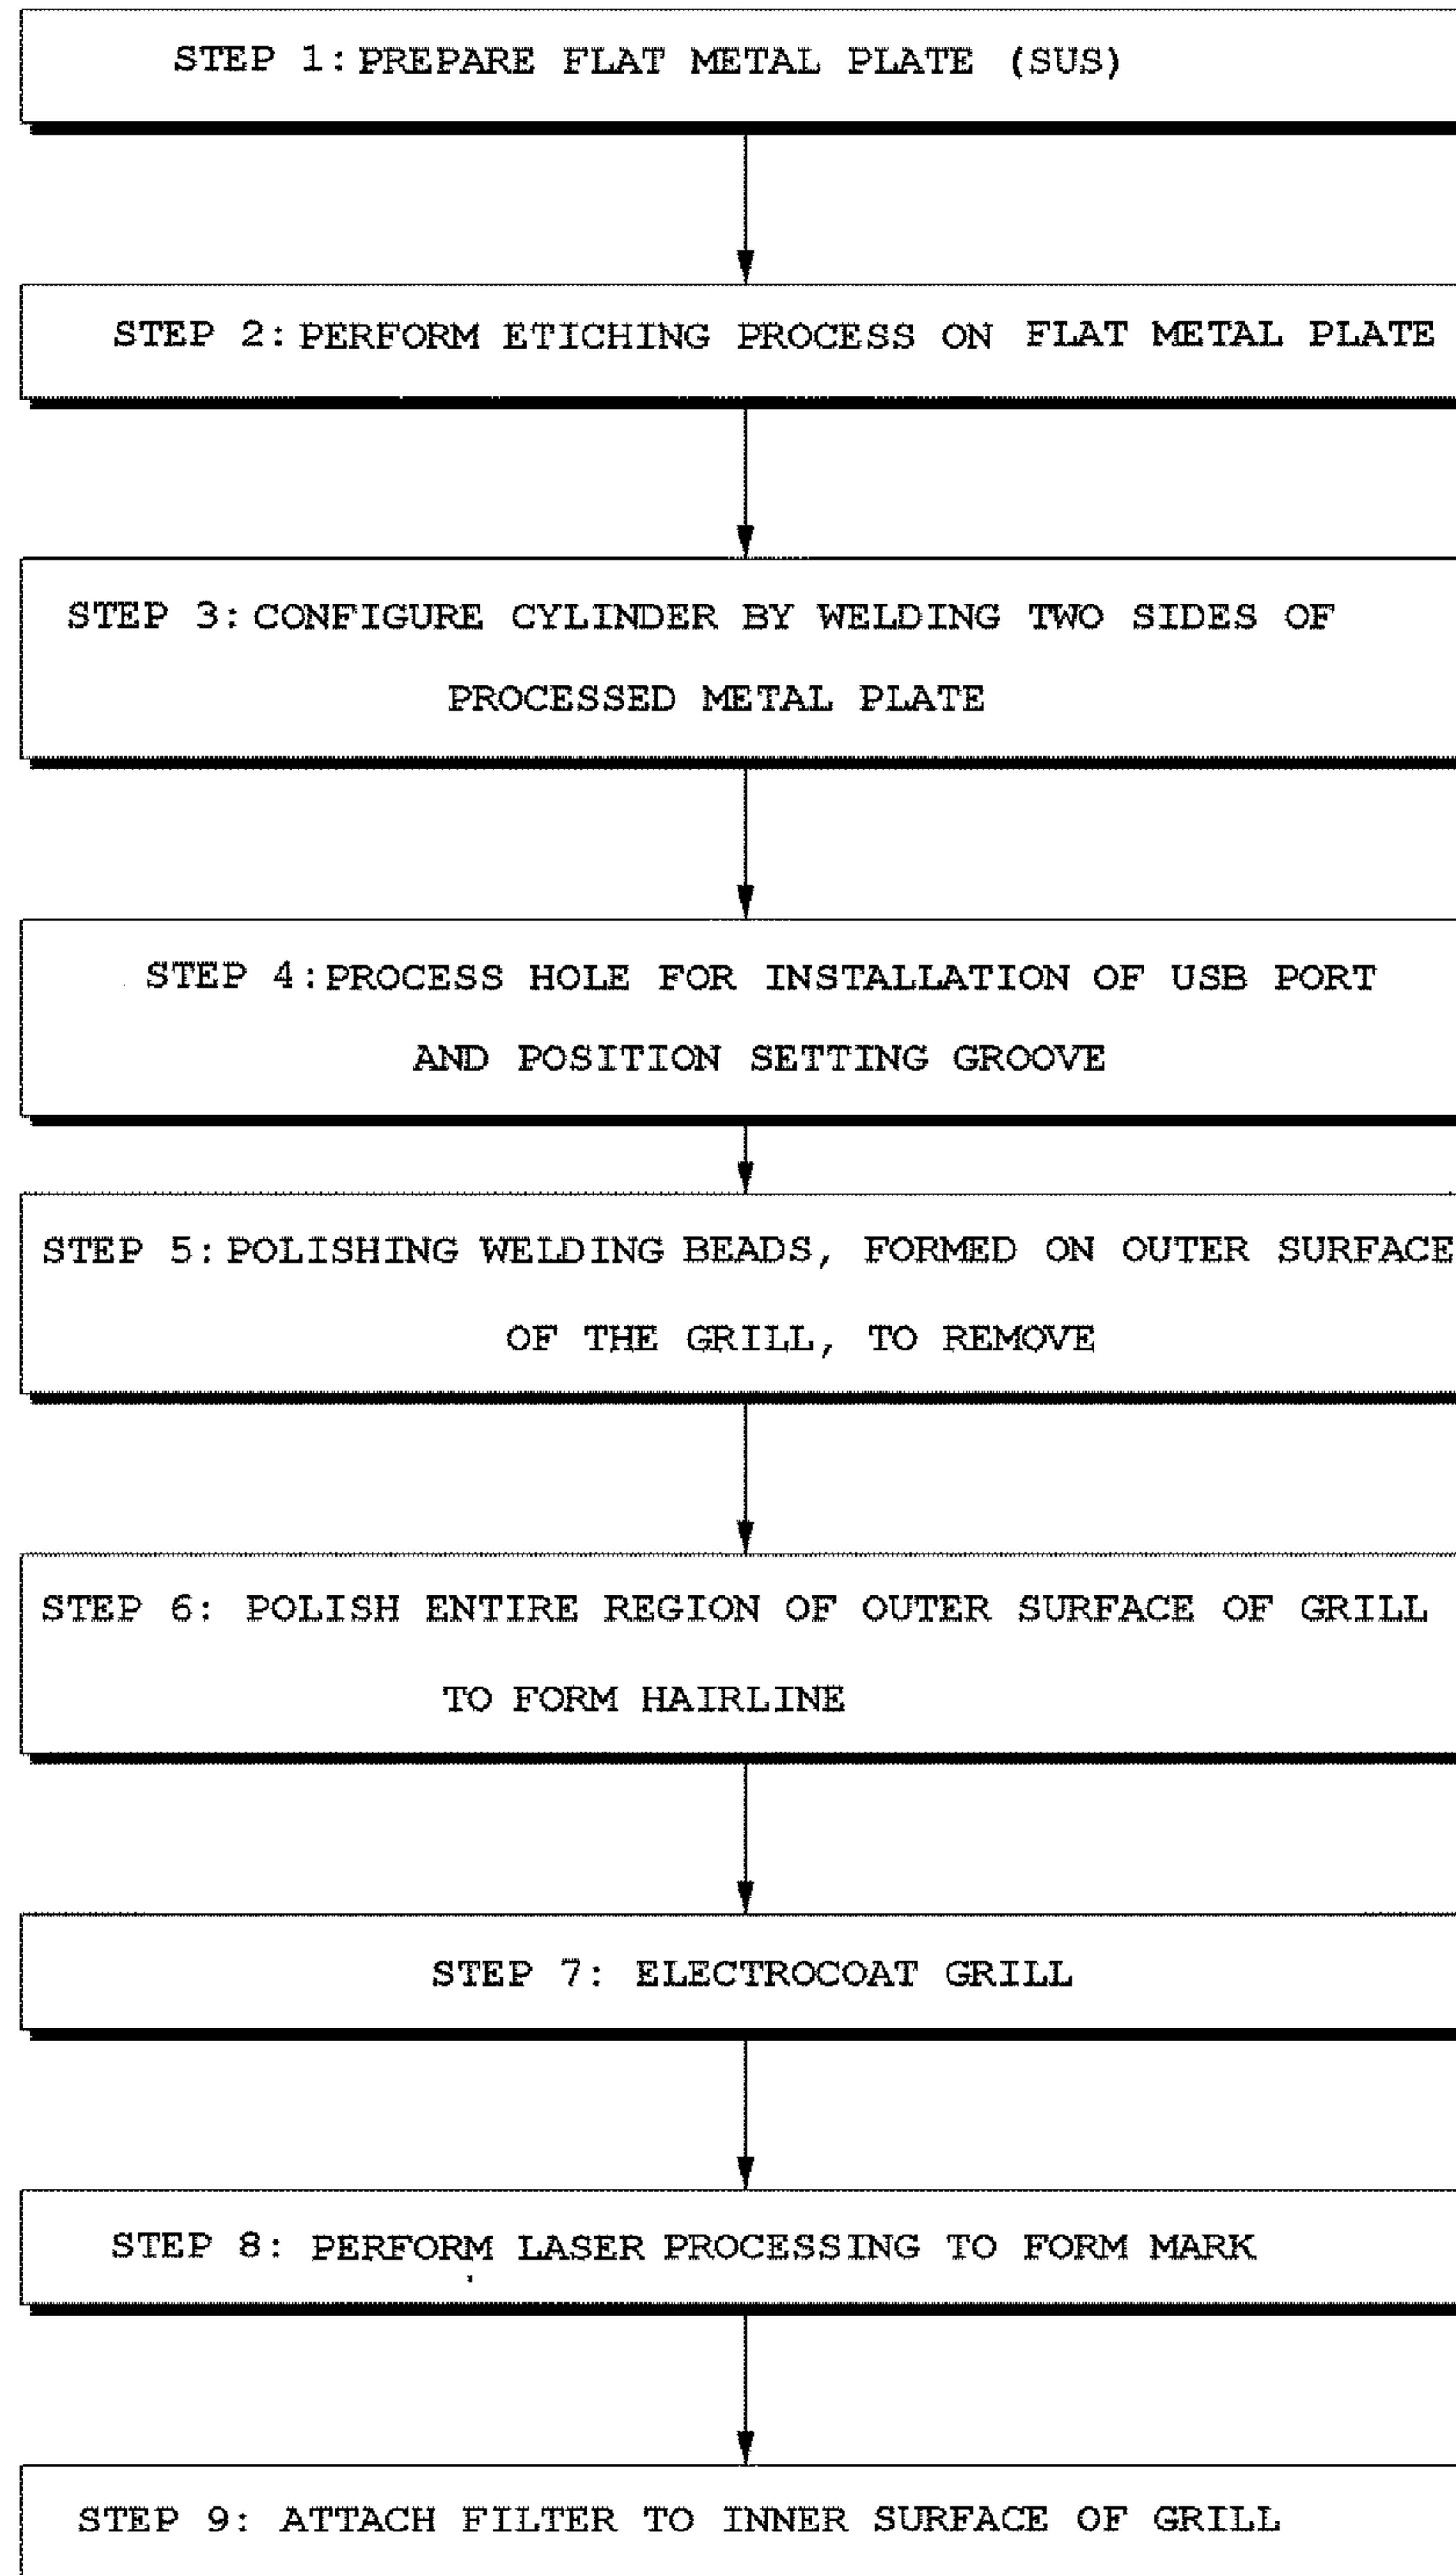 STEP 1: PREPARE FLAT METAL PLATE (SUS)
STEP 2: PERFORM ETICHING PROCESS ON FLAT METAL PLATE
STEP 3: CONFIGURE CYLINDER BY WELDING TWO SIDES OF
PROCESSED METAL PLATE
STEP 4: PROCESS HOLE FOR INSTALLATION OF USB PORT
AND POSITION SETTING GROOVE
STEP 5: POLISHING WELDING BEADS, FORMED ON OUTER SURFACE
OF THE GRILL, TO REMOVE
STEP 6: POLISH ENTIRE REGION OF OUTER SURFACE OF GRILL
TO FORM HAIRLINE
STEP 7: ELECTROCOAT GRILL
STEP 8: PERFORM LASER PROCESSING TO FORM MARK
STEP 9: ATTACH FILTER TO INNER SURFACE OF GRILL